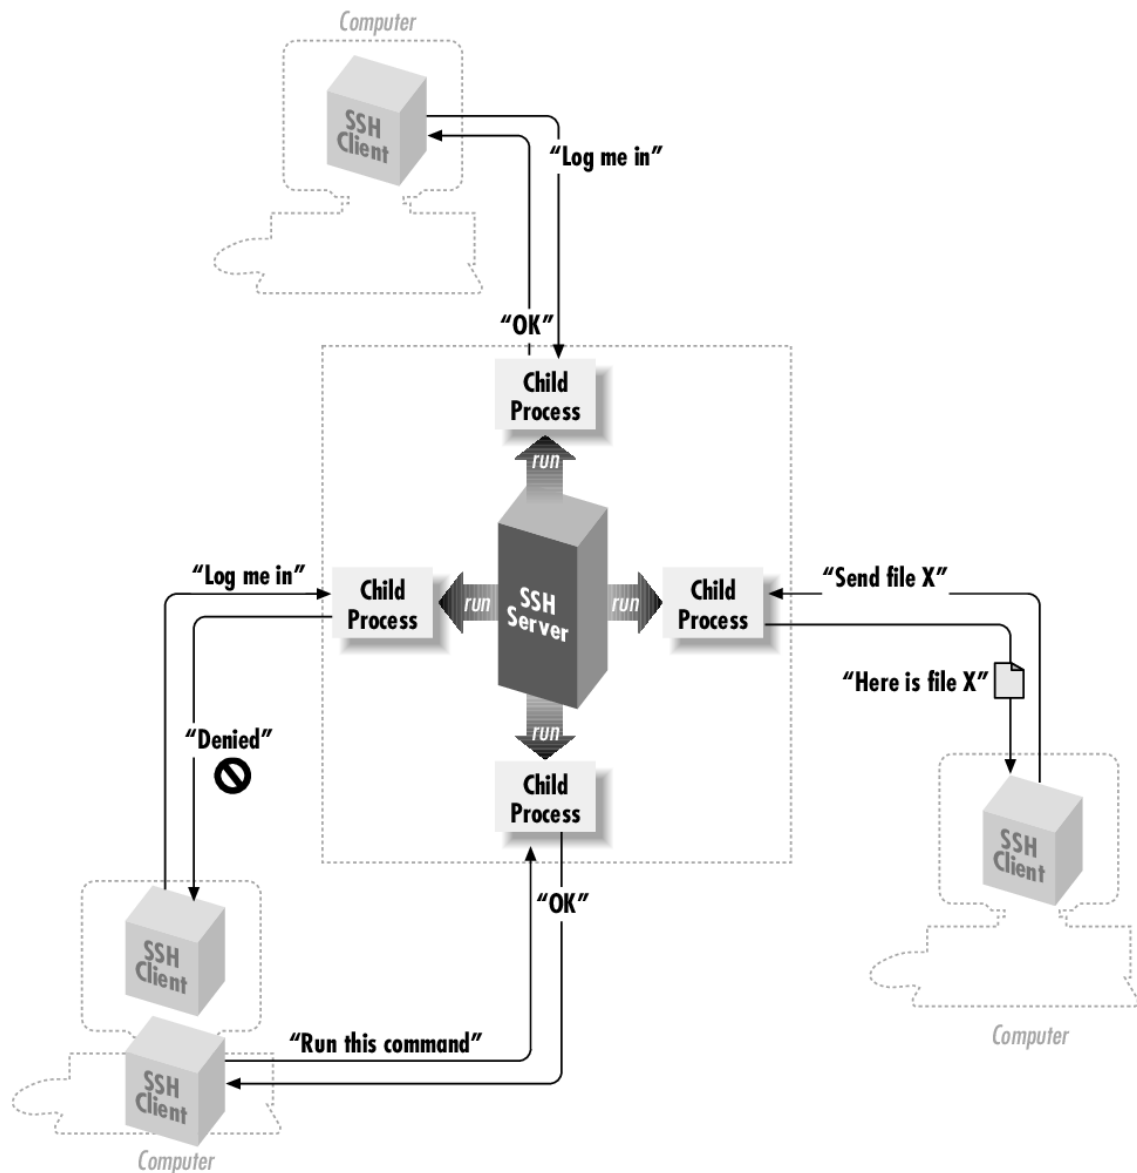 Computer
SSH
Client
“Log me in”
“OK”
Child
Process
run
“Log me in”
Child
Process
run
SSH
Server
run
Child
Process
“Send file X”
“Here is file X”
“Denied”
run
Child
Process
SSH
Client
“OK”
SSH
Client
“Run this command”
SSH
Client
Computer
Computer